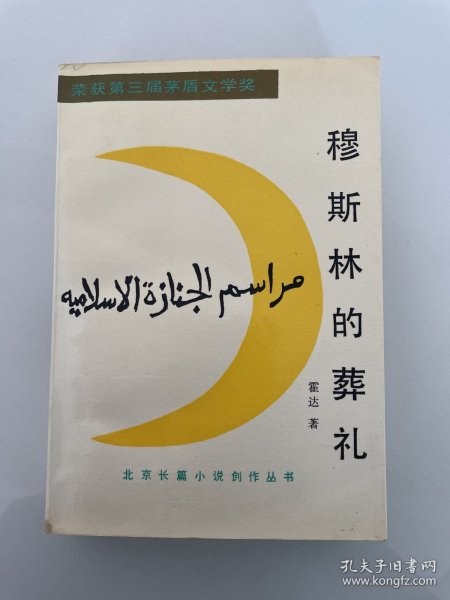 荣获第三届茅盾文学奖
穆斯林的葬礼
مراسم الجنازة الاسلاميه
霍达 著
北京长篇小说创作丛书
孔夫子旧书网
www.kongfz.com